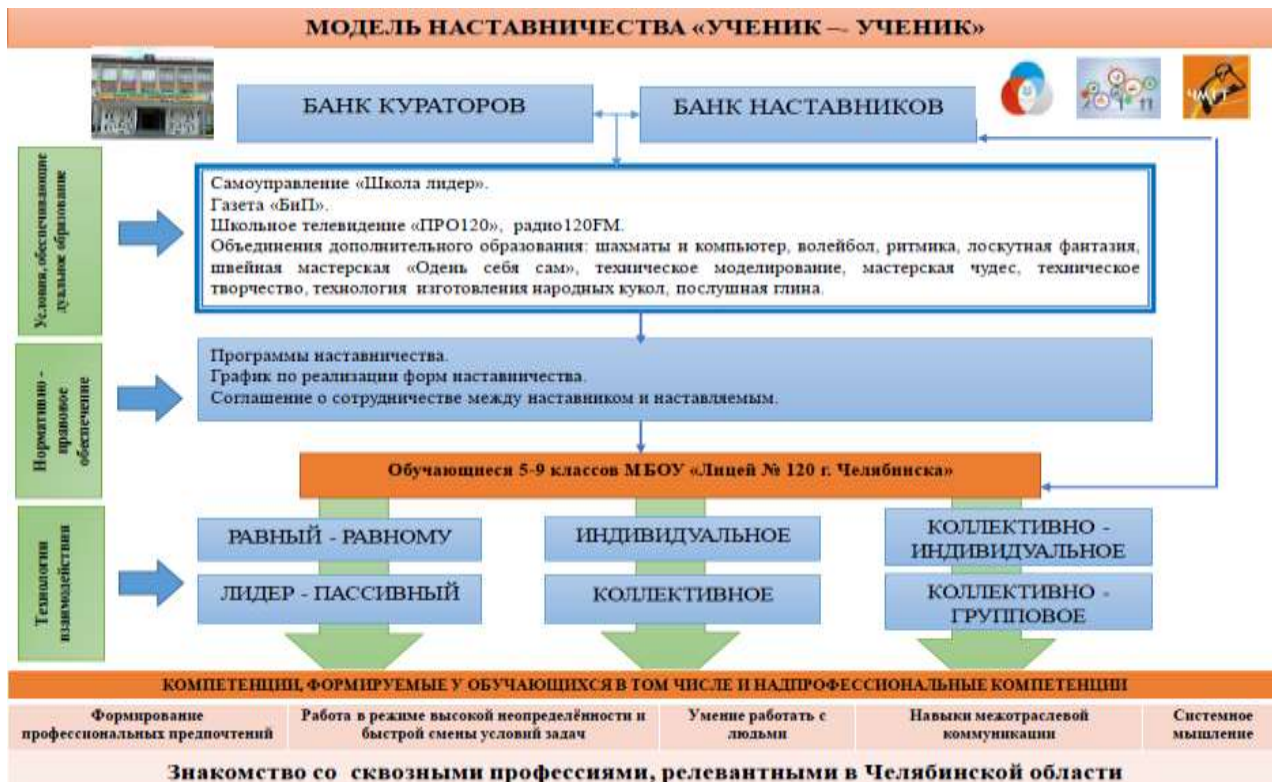 МОДЕЛЬ НАСТАВНИЧЕСТВА «УЧЕНИК – УЧЕНИК»
БАНК КУРАТОРОВ
БАНК НАСТАВНИКОВ
Условия, обеспечивающие
дуальное образование
Самоуправление «Школа лидер».
Газета «БиП».
Школьное телевидение «ПРО120», радио120FM.
Объединения дополнительного образования: шахматы и компьютер, волейбол, ритмика, лоскутная фантазия,
швейная мастерская «Одень себя сам», техническое моделирование, мастерская чудес, техническое
творчество, технология изготовления народных кукол, послушная глина.
Нормативно -
правовое
обеспечение
Программы наставничества.
График по реализации форм наставничества.
Соглашение о сотрудничестве между наставником и наставляемым.
Обучающиеся 5-9 классов МБОУ «Лицей № 120 г. Челябинска»
Технологии
взаимодействия
РАВНЫЙ - РАВНОМУ
ИНДИВИДУАЛЬНОЕ
КОЛЛЕКТИВНО -
ИНДИВИДУАЛЬНОЕ
ЛИДЕР - ПАССИВНЫЙ
КОЛЛЕКТИВНОЕ
КОЛЛЕКТИВНО -
ГРУППОВОЕ
КОМПЕТЕНЦИИ, ФОРМИРУЕМЫЕ У ОБУЧАЮЩИХСЯ В ТОМ ЧИСЛЕ И НАДПРОФЕССИОНАЛЬНЫЕ КОМПЕТЕНЦИИ
Формирование
профессиональных предпочтений
Работа в режиме высокой неопределённости и
быстрой смены условий задач
Умение работать с
людьми
Навыки межотраслевой
коммуникации
Системное
мышление
Знакомство со сквозными профессиями, релевантными в Челябинской области